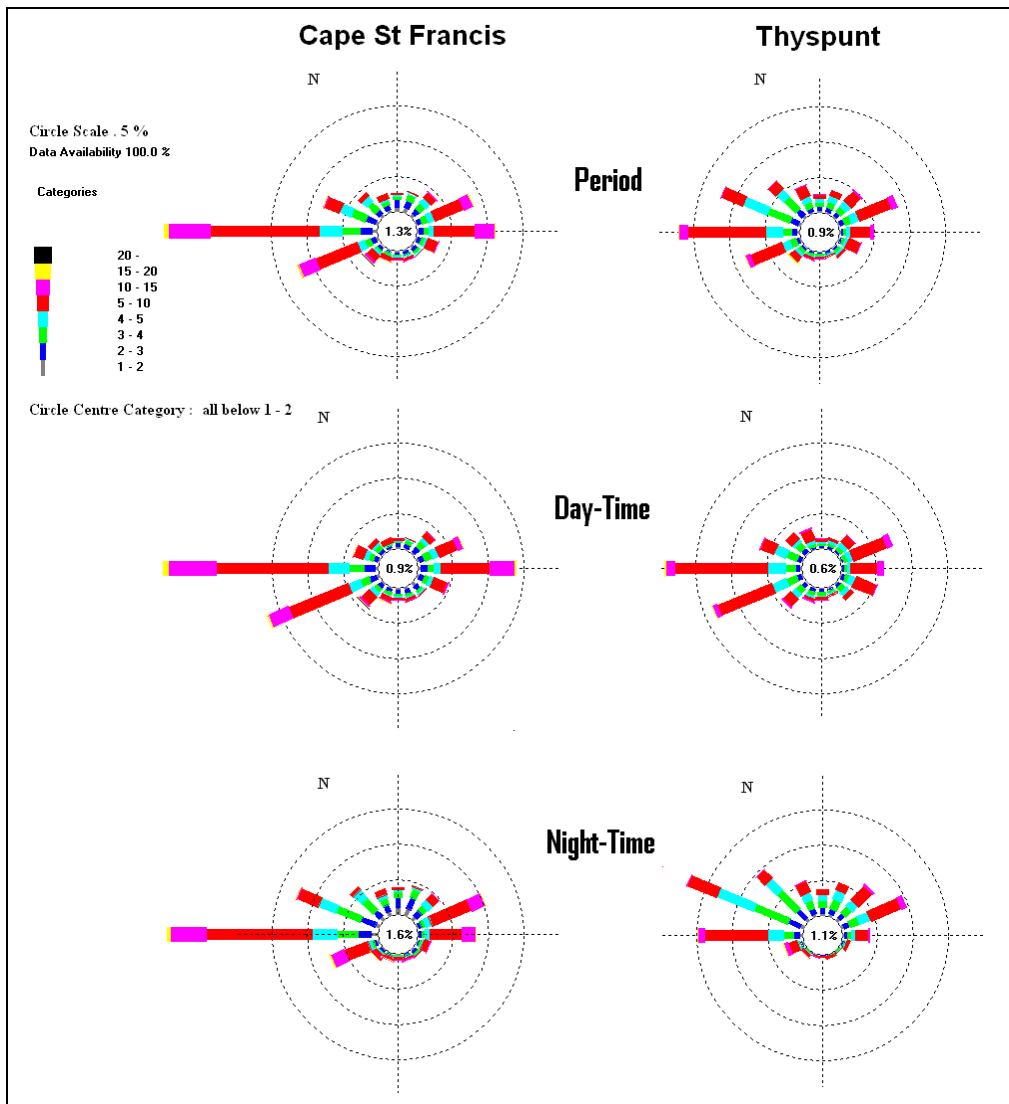 Cape St Francis
Thyspunt
N
N
Circle Scale . 5 %
Data Availability 100.0 %
Period
Categories
1.3%
0.9%
20 -
15 - 20
10 - 15
5 - 10
4 - 5
3 - 4
2 - 3
1 - 2
Circle Centre Category : all below 1 - 2
N
N
Day-Time
0.9%
0.6%
N
N
Night-Time
1.6%
1.1%